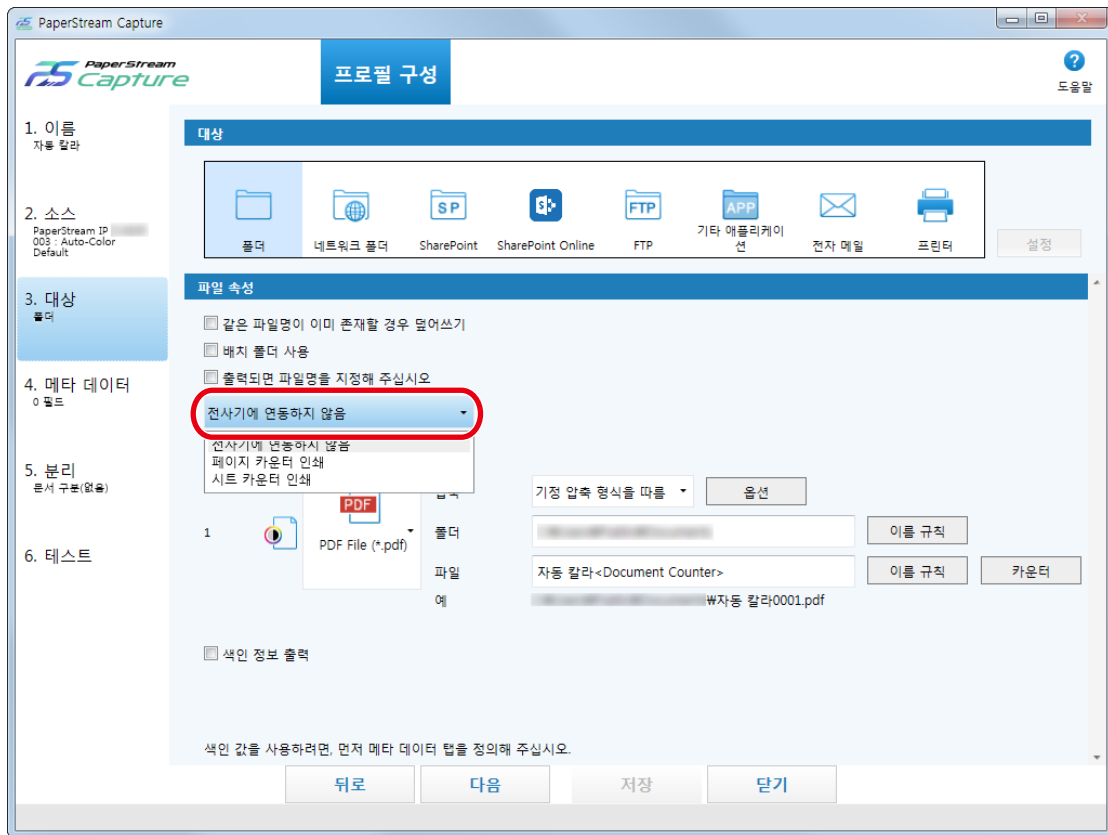 PaperStream Capture
PaperStream
Capture
프로필 구성
도움말
1. 이름
자동 칼라
2. 소스
PaperStream IP
003 : Auto-Color
Default
3. 대상
폴더
4. 메타 데이터
0 필드
5. 분리
문서 구분(없음)
6. 테스트
대상
폴더
네트워크 폴더
SP
SharePoint
SharePoint Online
FTP
FTP
APP
기타 애플리케이
션
전자 메일
프린터
설정
파일 속성
같은 파일명이 이미 존재할 경우 덮어쓰기
배치 폴더 사용
출력되면 파일명을 지정해 주십시오
전사기에 연동하지 않음
전사기에 연동하지 않음
페이지 카운터 인쇄
시트 카운터 인쇄
1
PDF
PDF File (*.pdf)
기정 압축 형식을 따름
옵션
폴더
이름 규칙
파일
자동 칼라<Document Counter>
이름 규칙
카운터
예
₩자동 칼라0001.pdf
색인 정보 출력
색인 값을 사용하려면, 먼저 메타 데이터 탭을 정의해 주십시오.
뒤로
다음
저장
닫기